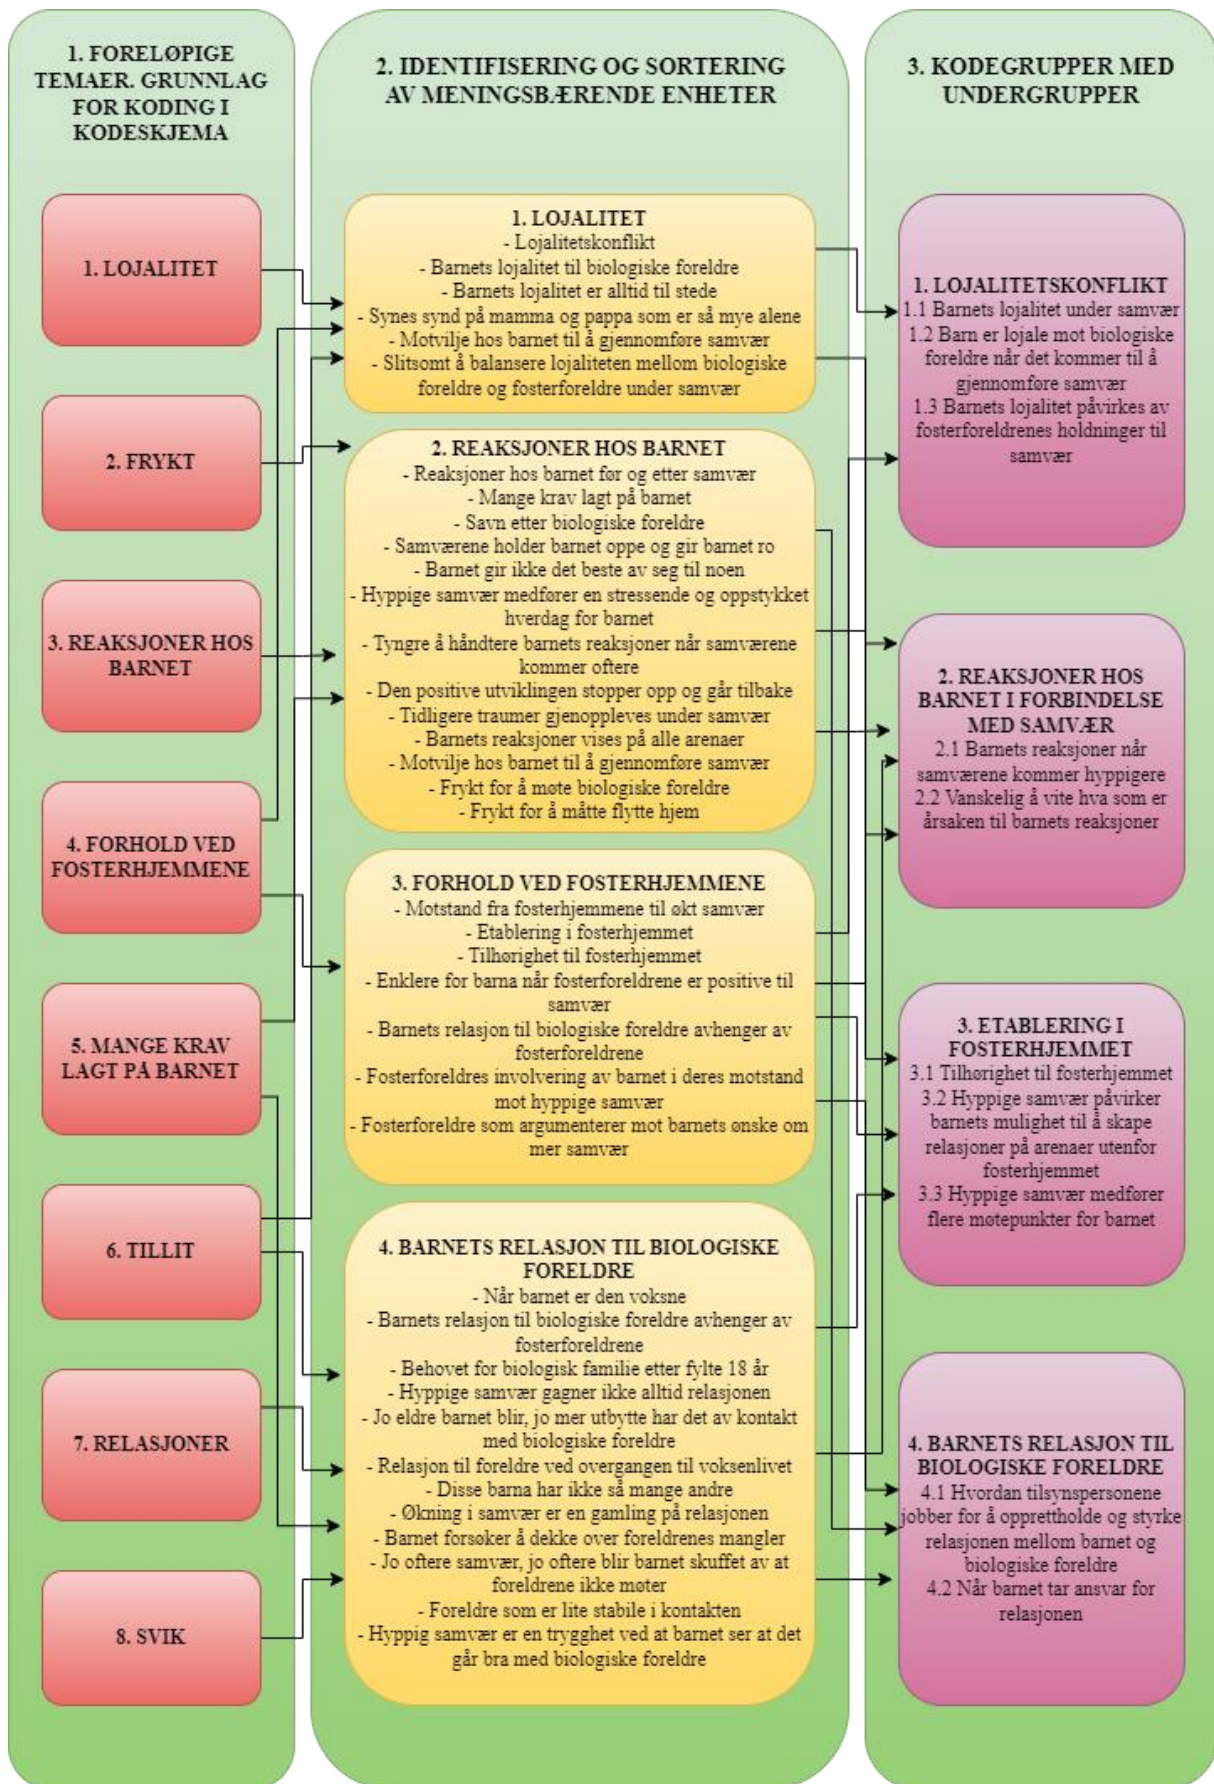 1. FORELØPIGE
TEMAER. GRUNNLAG
FOR KODING I
KODESKJEMA
1. LOJALITET
2. FRYKT
3. REAKSJONER HOS
BARNET
4. FORHOLD VED
FOSTERHJEMMENE
5. MANGE KRAV
LAGT PÅ BARNET
6. TILLIT
7. RELASJONER
8. SVIK
2. IDENTIFISERING OG SORTERING
AV MENINGSBÆRENDE ENHETER
1. LOJALITET
- Lojalitetskonflikt
- Barnets lojalitet til biologiske foreldre
- Barnets lojalitet er alltid til stede
- Synes synd på mamma og pappa som er så mye alene
- Motvilje hos barnet til å gjennomføre samvær
- Slitsomt å balansere lojaliteten mellom biologiske
foreldre og fosterforeldre under samvær
2. REAKSJONER HOS BARNET
- Reaksjoner hos barnet før og etter samvær
- Mange krav lagt på barnet
- Savn etter biologiske foreldre
- Samværene holder barnet oppe og gir barnet ro
- Barnet gir ikke det beste av seg til noen
- Hyppige samvær medfører en stressende og oppstykket
hverdag for barnet
- Tyngre å håndtere barnets reaksjoner når samværene
kommer oftere
- Den positive utviklingen stopper opp og går tilbake
- Tidligere traumer gjenoppleves under samvær
- Barnets reaksjoner vises på alle arenaer
- Motvilje hos barnet til å gjennomføre samvær
- Frykt for å møte biologiske foreldre
- Frykt for å måtte flytte hjem
3. FORHOLD VED FOSTERHJEMMENE
- Motstand fra fosterhjemmene til økt samvær
- Etablering i fosterhjemmet
- Tilhørighet til fosterhjemmet
- Enklere for barna når fosterforeldrene er positive til
samvær
- Barnets relasjon til biologiske foreldre avhenger av
fosterforeldrene
- Fosterforeldres involvering av barnet i deres motstand
mot hyppige samvær
- Fosterforeldre som argumenterer mot barnets ønske om
mer samvær
4. BARNETS RELASJON TIL BIOLOGISKE
FORELDRE
- Når barnet er den voksne
- Barnets relasjon til biologiske foreldre avhenger av
fosterforeldrene
- Behovet for biologisk familie etter fylte 18 år
- Hyppige samvær gagner ikke alltid relasjonen
- Jo eldre barnet blir, jo mer utbytte har det av kontakt
med biologiske foreldre
- Relasjon til foreldre ved overgangen til voksenlivet
- Disse barna har ikke så mange andre
- Økning i samvær er en gamling på relasjonen
- Barnet forsøker å dekke over foreldrenes mangler
- Jo oftere samvær, jo oftere blir barnet skuffet av at
foreldrene ikke møter
- Foreldre som er lite stabile i kontakten
- Hyppig samvær er en trygghet ved at barnet ser at det
går bra med biologiske foreldre
3. KODEGRUPPER MED
UNDERGRUPPER
1. LOJALITETSKONFLIKT
1.1 Barnets lojalitet under samvær
1.2 Barn er lojale mot biologiske
foreldre når det kommer til å
gjennomføre samvær
1.3 Barnets lojalitet påvirkes av
fosterforeldrenes holdninger til
samvær
2. REAKSJONER HOS
BARNET I FORBINDELSE
MED SAMVÆR
2.1 Barnets reaksjoner når
samværene kommer hyppigere
2.2 Vanskelig å vite hva som er
årsaken til barnets reaksjoner
3. ETABLERING I
FOSTERHJEMMET
3.1 Tilhørighet til fosterhjemmet
3.2 Hyppige samvær påvirker
barnets mulighet til å skape
relasjoner på arenaer utenfor
fosterhjemmet
3.3 Hyppige samvær medfører
flere møtepunkter for barnet
4. BARNETS RELASJON TIL
BIOLOGISKE FORELDRE
4.1 Hvordan tilsynspersonene
jobber for å opprettholde og styrke
relasjonen mellom barnet og
biologiske foreldre
4.2 Når barnet tar ansvar for
relasjonen